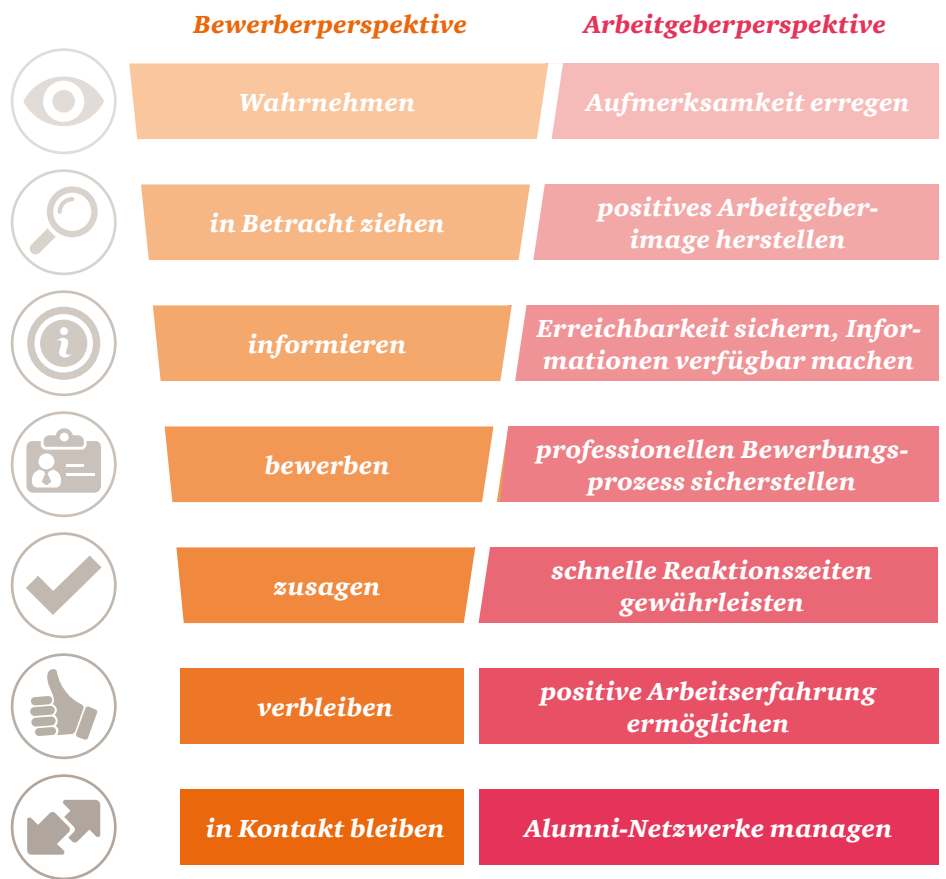 Bewerberperspektive
Arbeitgeberperspektive
Wahrnehmen
Aufmerksamkeit erregen
in Betracht ziehen
positives Arbeitgeber-
image herstellen
informieren
Erreichbarkeit sichern, Infor-
mationen verfügbar machen
bewerben
professionellen Bewerbungs-
prozess sicherstellen
zusagen
schnelle Reaktionszeiten
gewährleisten
verbleiben
positive Arbeitserfahrung
ermöglichen
in Kontakt bleiben
Alumni-Netzwerke managen